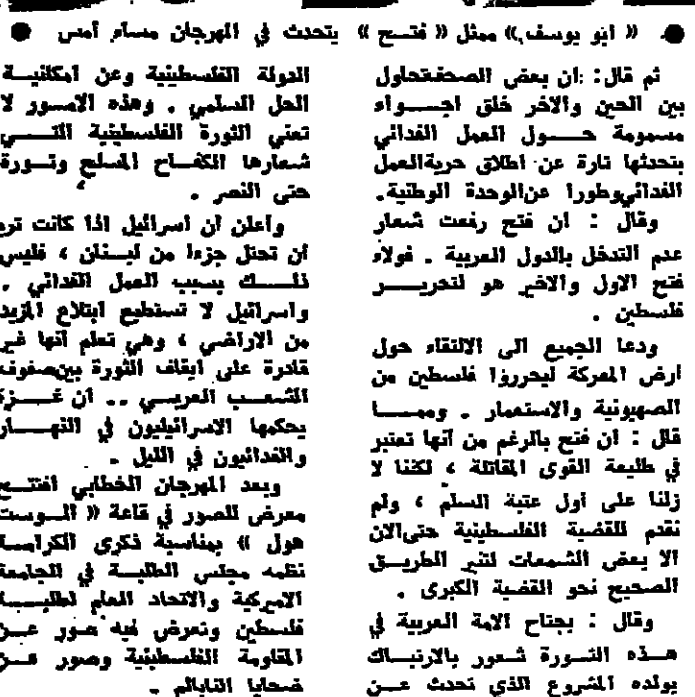 ● « ابو يوسف » ممثل « فتح » يتحدث في المهرجان مساء أمس ●
ثم قال : ان بعض الصحف تحاول
بين الحين والاخر خلق اجواء
مسمومة حول العمل الفدائي
بتحدثها تارة عن اطلاق حرية العمل
الفدائي وطورا عن الوحدة الوطنية .
وقال : ان فتح رفعت شعار
عدم التدخل بالدول العربية . فولاء
فتح الاول والاخير هو لتحرير
فلسطين .
ودعا الجميع الى الالتقاء حول
ارض المعركة ليحرروا فلسطين من
الصهيونية والاستعمار . ومما
قال : ان فتح بالرغم من أنها تعتبر
في طليعة القوى المقاتلة ، لكننا لا
زلنا على أول عتبة السلم ، ولم
نقدم للقضية الفلسطينية حتى الان
الا بعض الشمعات لتنير الطريق
الصحيح نحو القضية الكبرى .
وقال : يجتاح الامة العربية في
هذه الثورة شعور بالارتباك
يولده المشروع الذي تحدث عن
الدولة الفلسطينية وعن امكانية
الحل السلمي . وهذه الامور لا
تعني الثورة الفلسطينية التي
شعارها الكفاح المسلح وثورة
حتى النصر .
وأعلن ان اسرائيل اذا كانت تر
ان تحتل جزءا من لبنان ، فليس
ذلك بسبب العمل الفدائي .
واسرائيل لا تستطيع ابتلاع المزيد
من الاراضي ، وهي تعلم أنها غير
قادرة على ايقاف الثورة بين صفوف
الشعب العربي .. ان غزة
يحكمها الاسرائيليون في النهار
والفدائيون في الليل .
وبعد المهرجان الخطابي افتتح
معرض للصور في قاعة « الوست
هول » بمناسبة ذكرى الكرامة
نظمه مجلس الطلبة في الجامعة
الاميركية والاتحاد العام لطلبة
فلسطين وتعرض فيه صور عن
المقاومة الفلسطينية وصور عن
ضحايا النابالم .